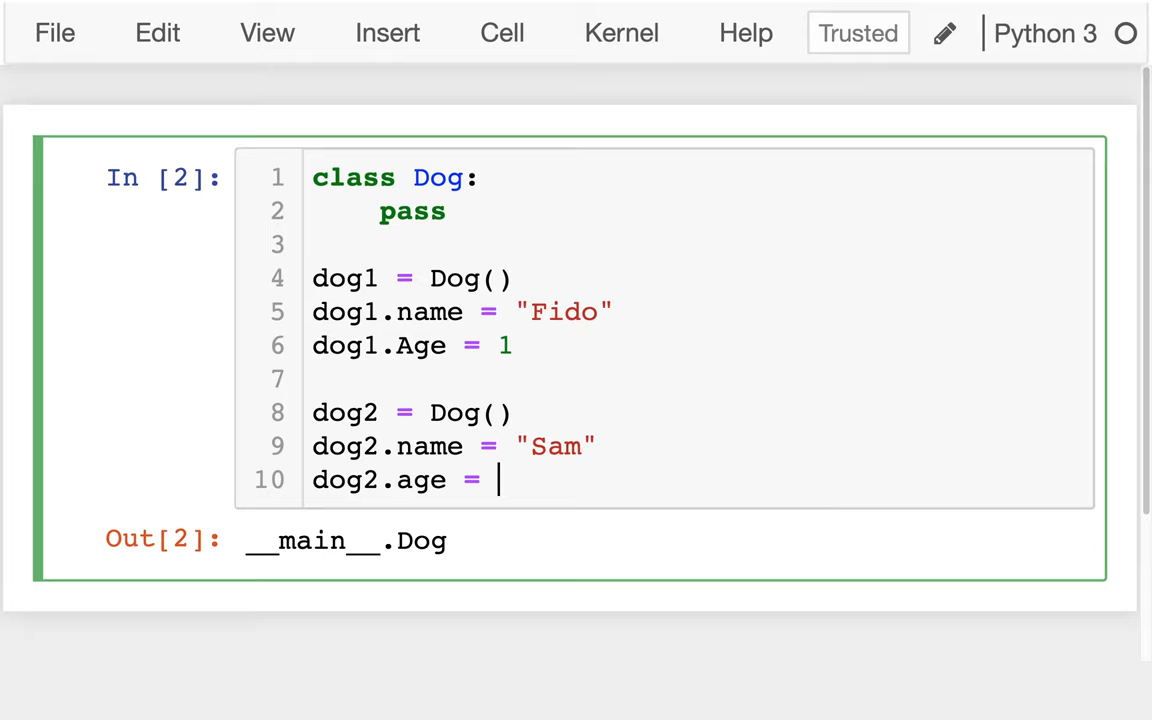 File Edit View Insert Cell Kernel Help Trusted Python 3
In [2]:
1 class Dog:
2     pass
3
4 dog1 = Dog()
5 dog1.name = "Fido"
6 dog1.Age = 1
7
8 dog2 = Dog()
9 dog2.name = "Sam"
10 dog2.age =
Out[2]: __main__.Dog